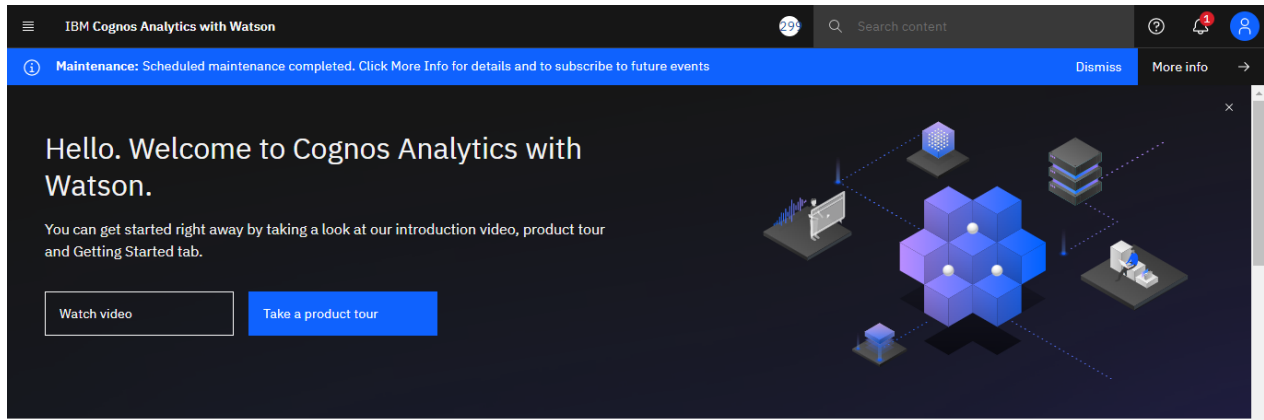 IBM Cognos Analytics with Watson
299
Search content
1
Maintenance: Scheduled maintenance completed. Click More Info for details and to subscribe to future events
Dismiss
More info
Hello. Welcome to Cognos Analytics with
Watson.
You can get started right away by taking a look at our introduction video, product tour
and Getting Started tab.
Watch video
Take a product tour